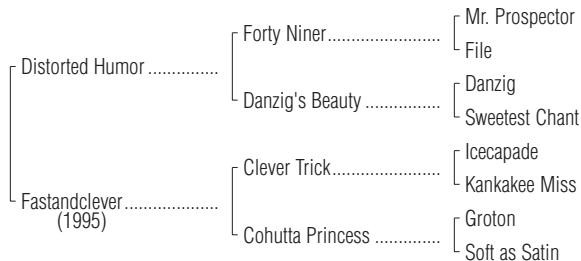 Mr. Prospector
Forty Niner........................
File
Distorted Humor ...............
Danzig
Danzig's Beauty ................
Sweetest Chant
Icecapade
Clever Trick.......................
Kankakee Miss
Fastandclever....................
(1995)
Groton
Cohutta Princess ..............
Soft as Satin